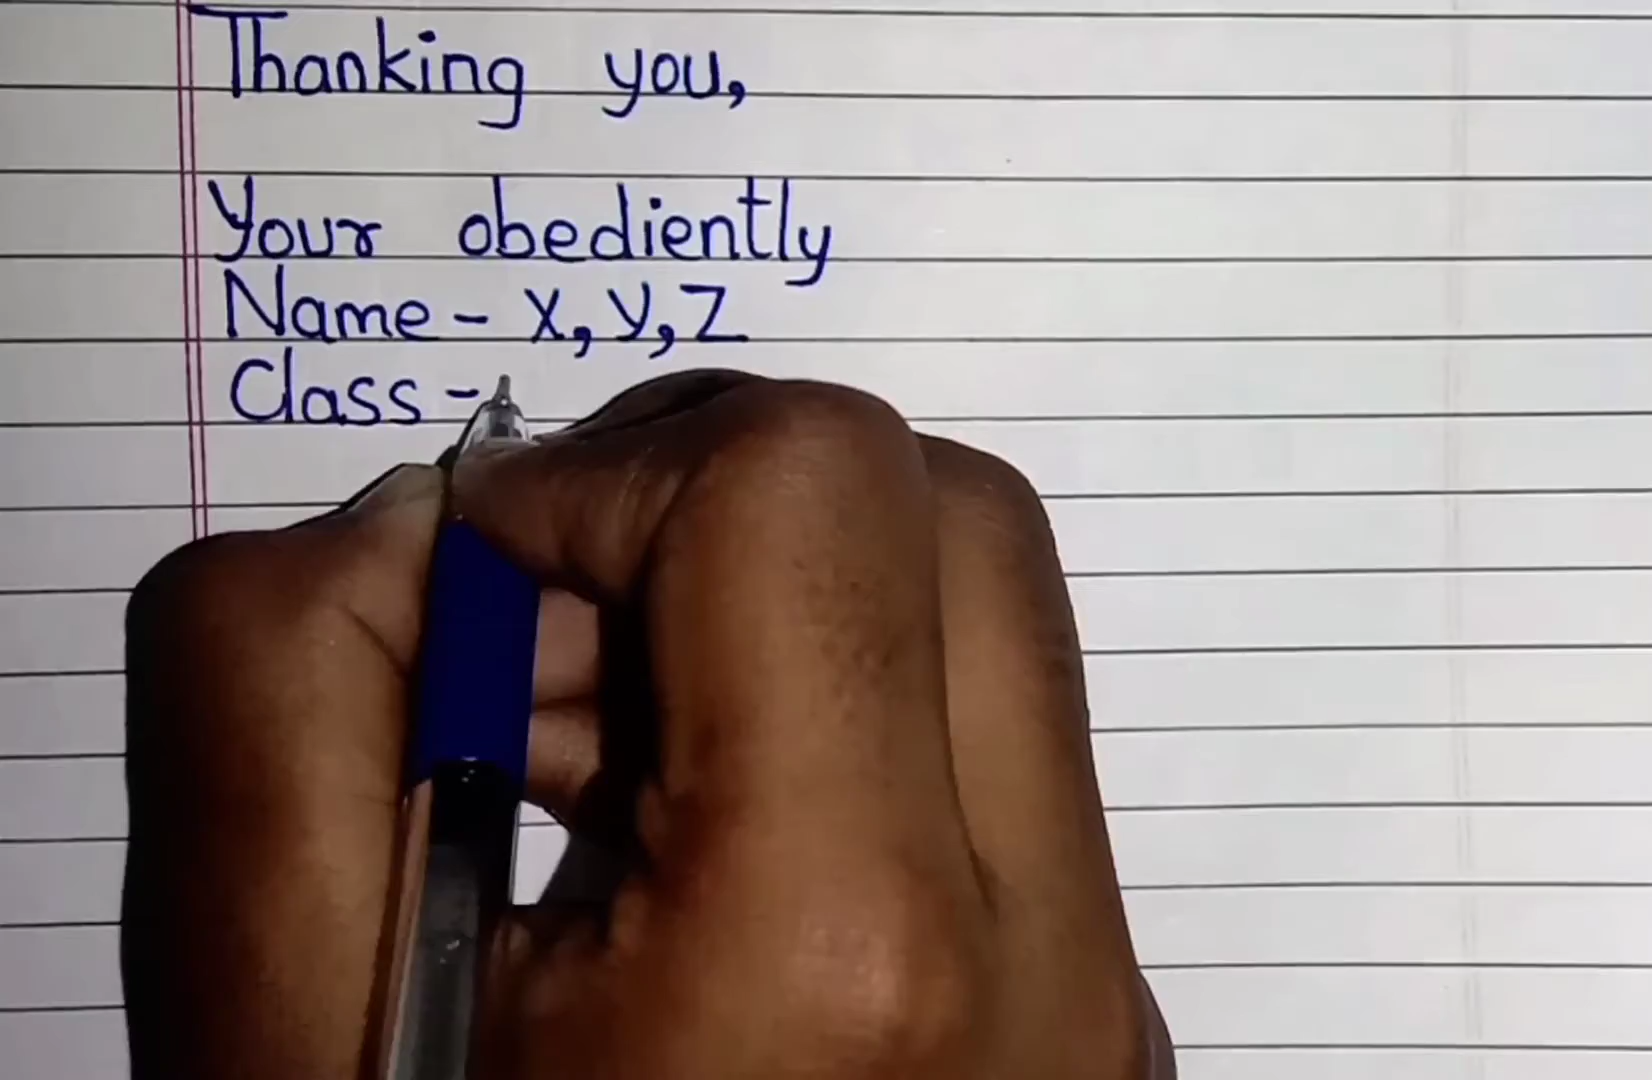 Thanking you,
Your obediently
Name - X, Y, Z
Class -